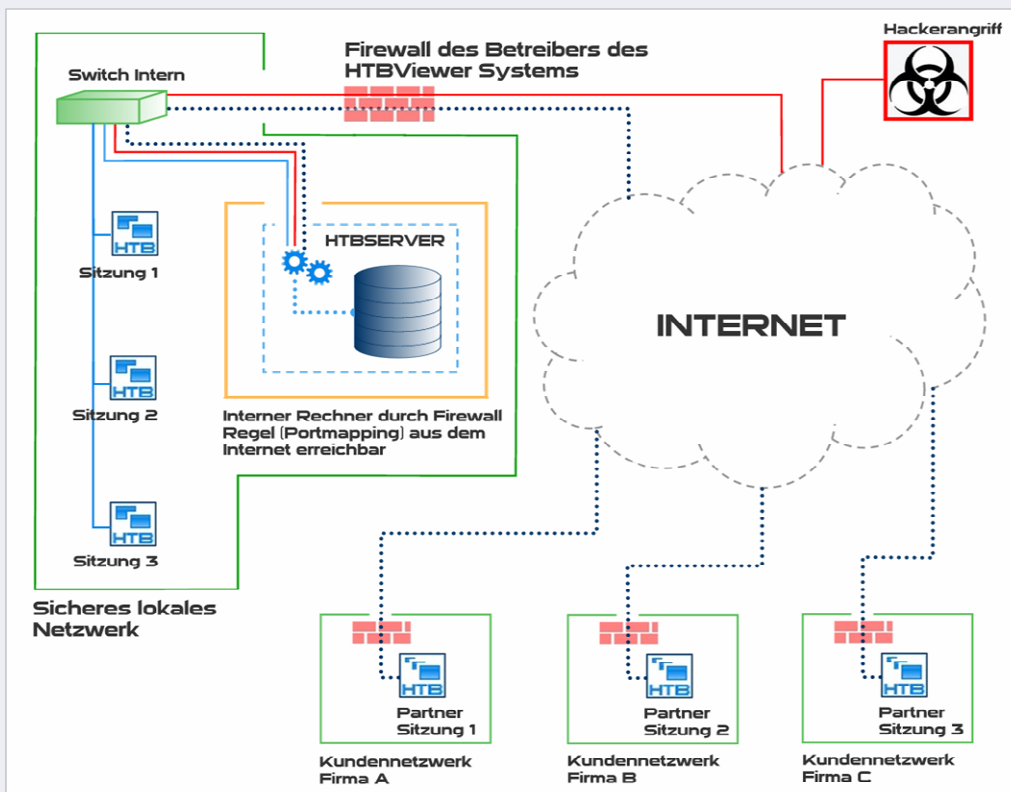 Hackerangriff
Firewall des Betreibers des
HTBViewer Systems
Switch Intern
HTBSERVER
HTB
Sitzung 1
INTERNET
HTB
Sitzung 2
Interner Rechner durch Firewall
Regel (Portmapping) aus dem
Internet erreichbar
HTB
Sitzung 3
Sicheres lokales
Netzwerk
HTB
Partner
Sitzung 1
Kundennetzwerk
Firma A
HTB
Partner
Sitzung 2
Kundennetzwerk
Firma B
HTB
Partner
Sitzung 3
Kundennetzwerk
Firma C